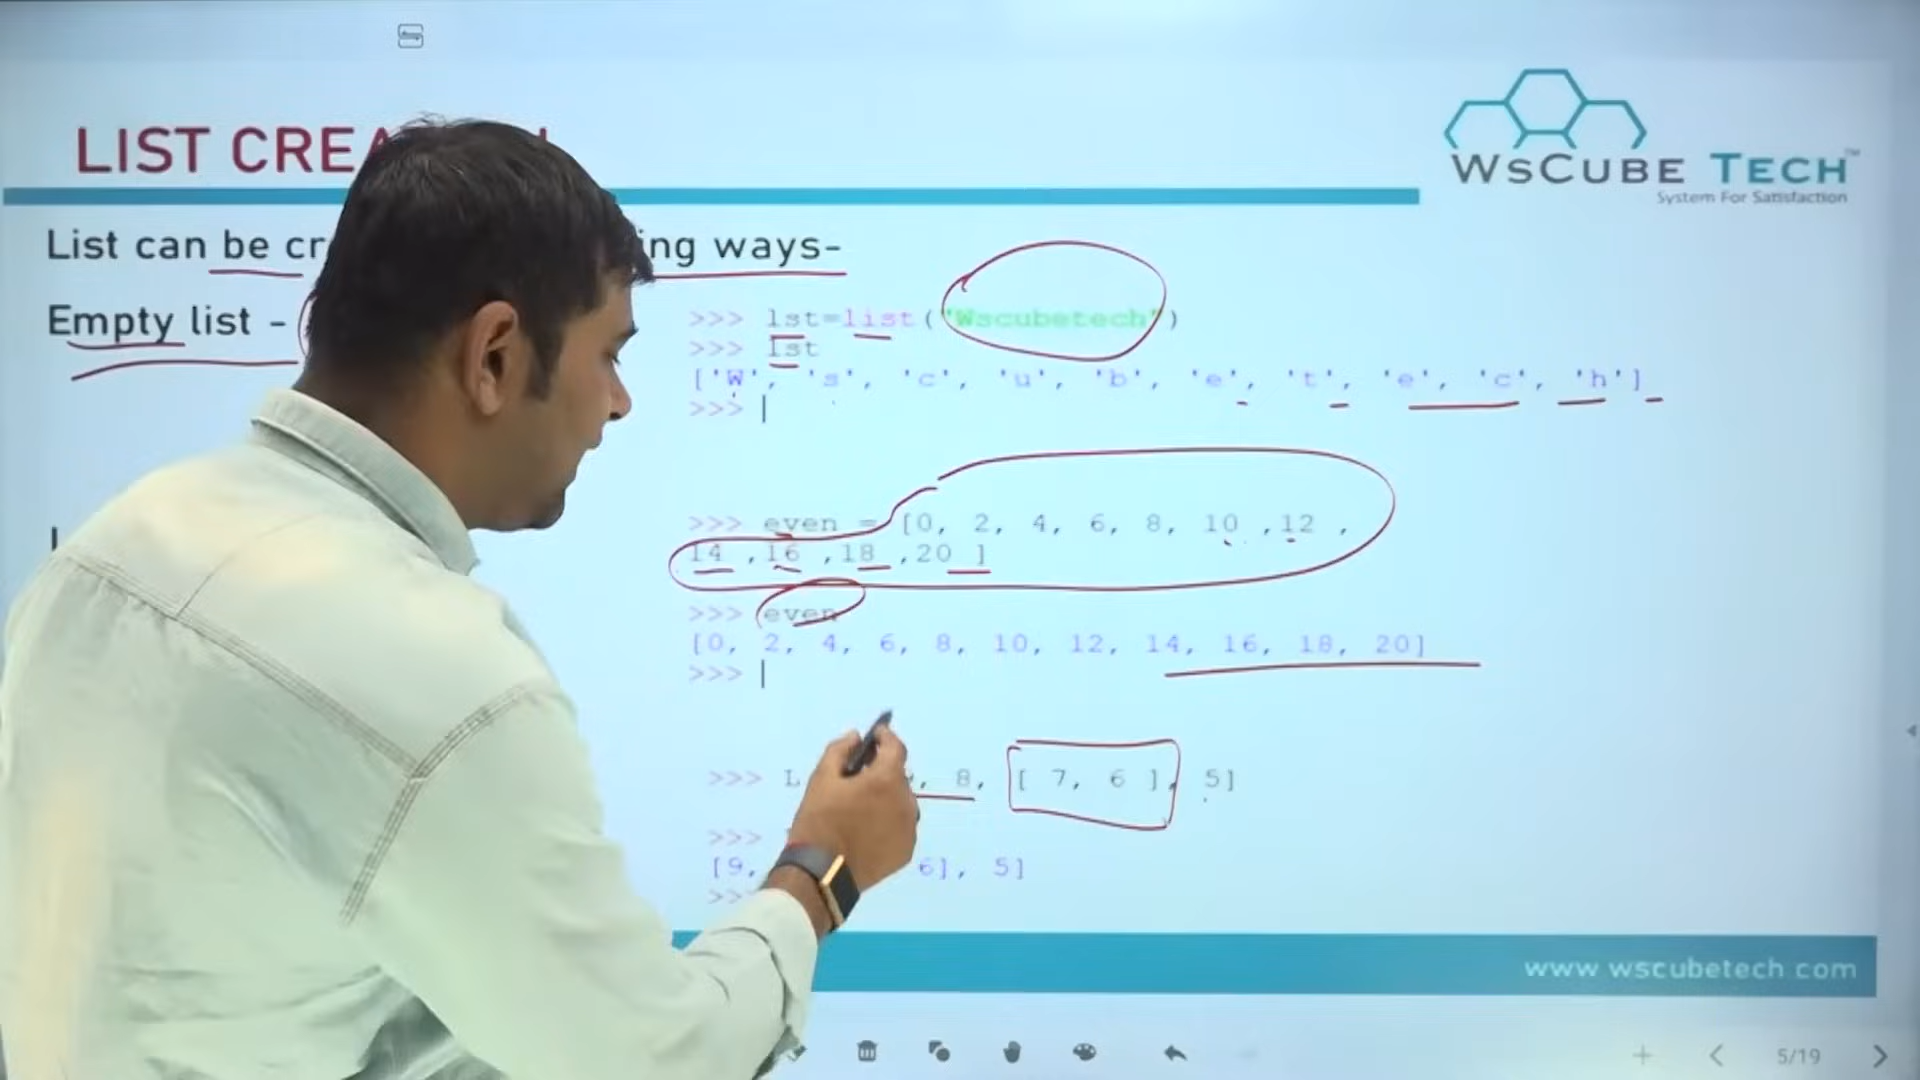 LIST CREA
WSCUBE TECH™
System For Satisfaction
List can be cr ing ways-
Empty list -
>>> lst=list("Wscubetech")
>>> lst
['W', 's', 'c', 'u', 'b', 'e', 't', 'e', 'c', 'h']
>>>
>>> even = [0, 2, 4, 6, 8, 10 ,12 ,
14 ,16 ,18 ,20 ]
>>> even
[0, 2, 4, 6, 8, 10, 12, 14, 16, 18, 20]
>>>
>>> L , 8, [ 7, 6 ], 5]
>>>
[9, 6], 5]
>>>
www wscubetech com
5/19